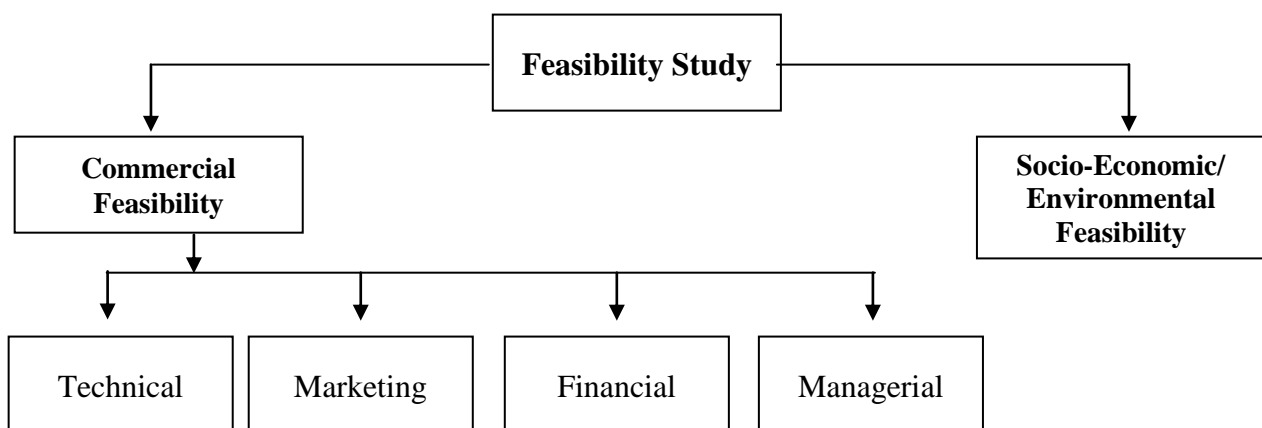 Feasibility Study
Commercial
Feasibility
Socio-Economic/
Environmental
Feasibility
Technical
Marketing
Financial
Managerial